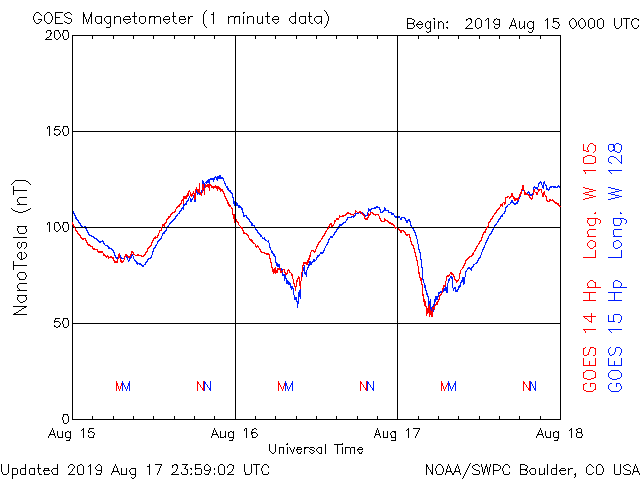 GOES Magnetometer (1 minute data)
Begin: 2019 Aug 15 0000 UTC
200
150
100
50
0
NanoTesla (nT)
M M N N M M N N M M N N
Aug 15 Aug 16 Aug 17 Aug 18
Universal Time
GOES 14 Hp Long. W 105
GOES 15 Hp Long. W 128
Updated 2019 Aug 17 23:59:02 UTC
NOAA/SWPC Boulder, CO USA